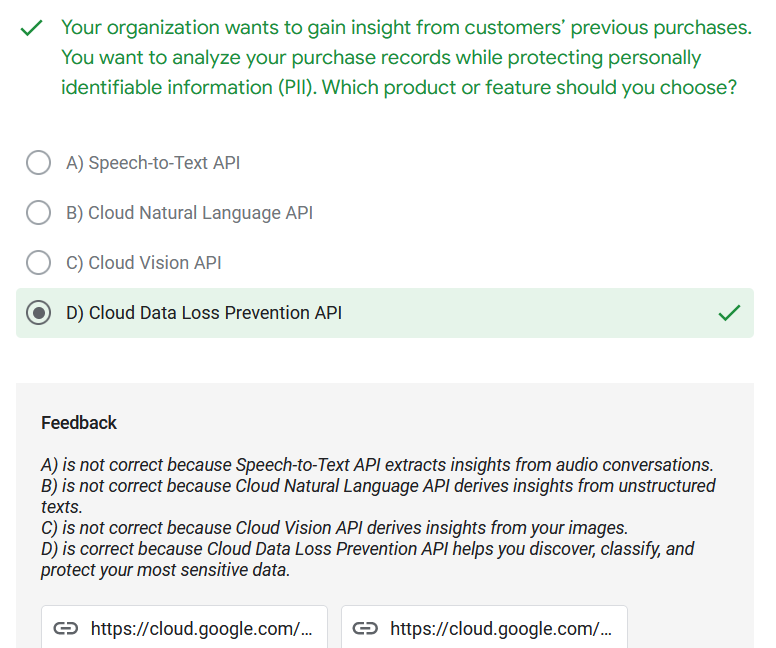 Your organization wants to gain insight from customers’ previous purchases.
You want to analyze your purchase records while protecting personally
identifiable information (PII). Which product or feature should you choose?
A) Speech-to-Text API
B) Cloud Natural Language API
C) Cloud Vision API
D) Cloud Data Loss Prevention API
Feedback
A) is not correct because Speech-to-Text API extracts insights from audio conversations.
B) is not correct because Cloud Natural Language API derives insights from unstructured
texts.
C) is not correct because Cloud Vision API derives insights from your images.
D) is correct because Cloud Data Loss Prevention API helps you discover, classify, and
protect your most sensitive data.
https://cloud.google.com/... https://cloud.google.com/...